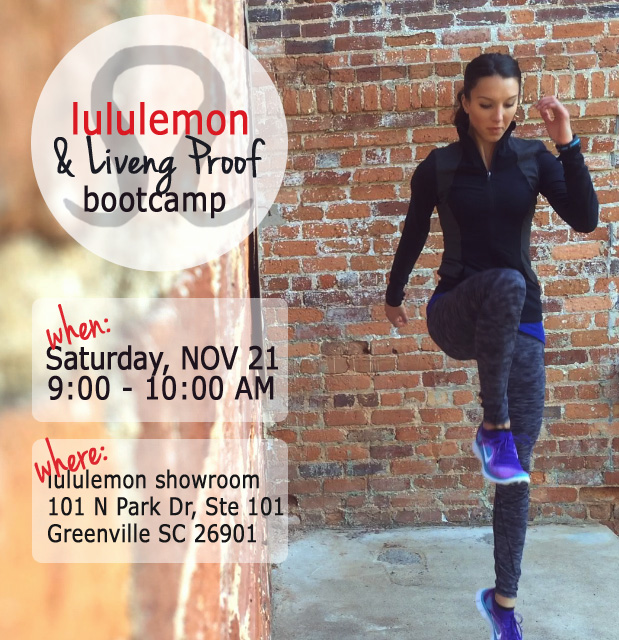 lululemon
& Liveng Proof
bootcamp
when:
Saturday, NOV 21
9:00 - 10:00 AM
where:
lululemon showroom
101 N Park Dr, Ste 101
Greenville SC 26901